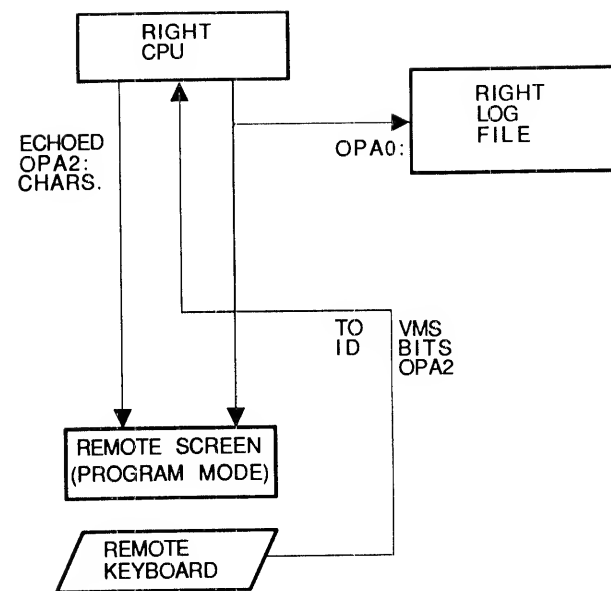 RIGHT
CPU
RIGHT
LOG
FILE
ECHOED
OPA2:
CHARS.
OPA0:
TO VMS
ID BITS
OPA2
REMOTE SCREEN
(PROGRAM MODE)
REMOTE
KEYBOARD